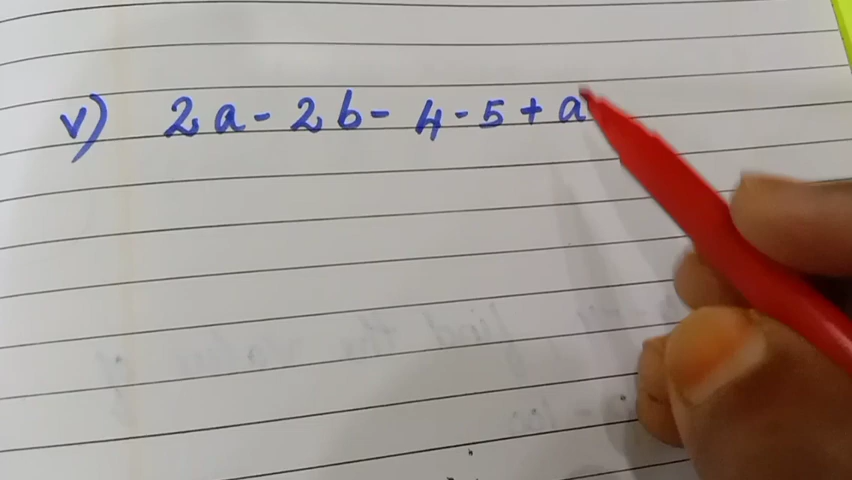 v) 2a - 2b - 4 - 5 + a